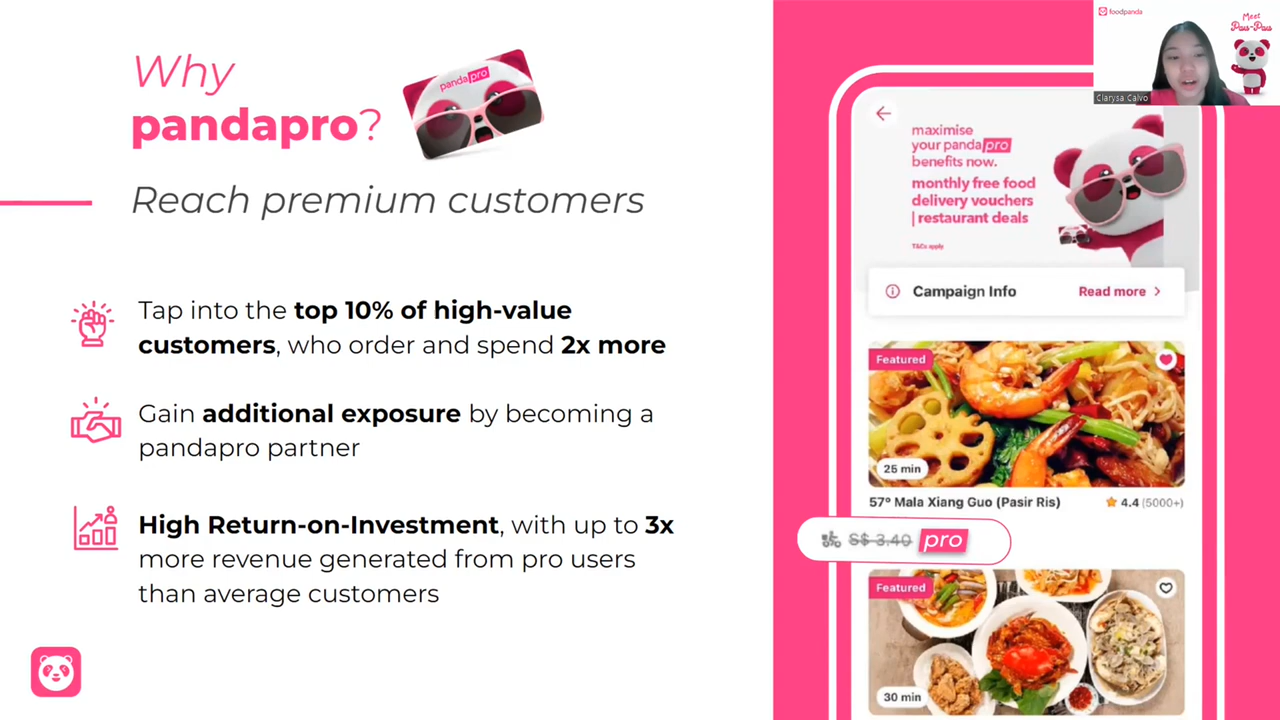 Why
pandapro?
pandapro
Reach premium customers
Tap into the top 10% of high-value
customers, who order and spend 2x more
Gain additional exposure by becoming a
pandapro partner
High Return-on-Investment, with up to 3x
more revenue generated from pro users
than average customers
maximise
your pandapro
benefits now.
monthly free food
delivery vouchers
| restaurant deals
T&Cs apply
Campaign Info
Read more
Featured
25 min
57° Mala Xiang Guo (Pasir Ris)
4.4 (5000+)
S$ 3.40 pro
Featured
30 min
foodpanda
Meet
Pau-Pau
Clarysa Calvo